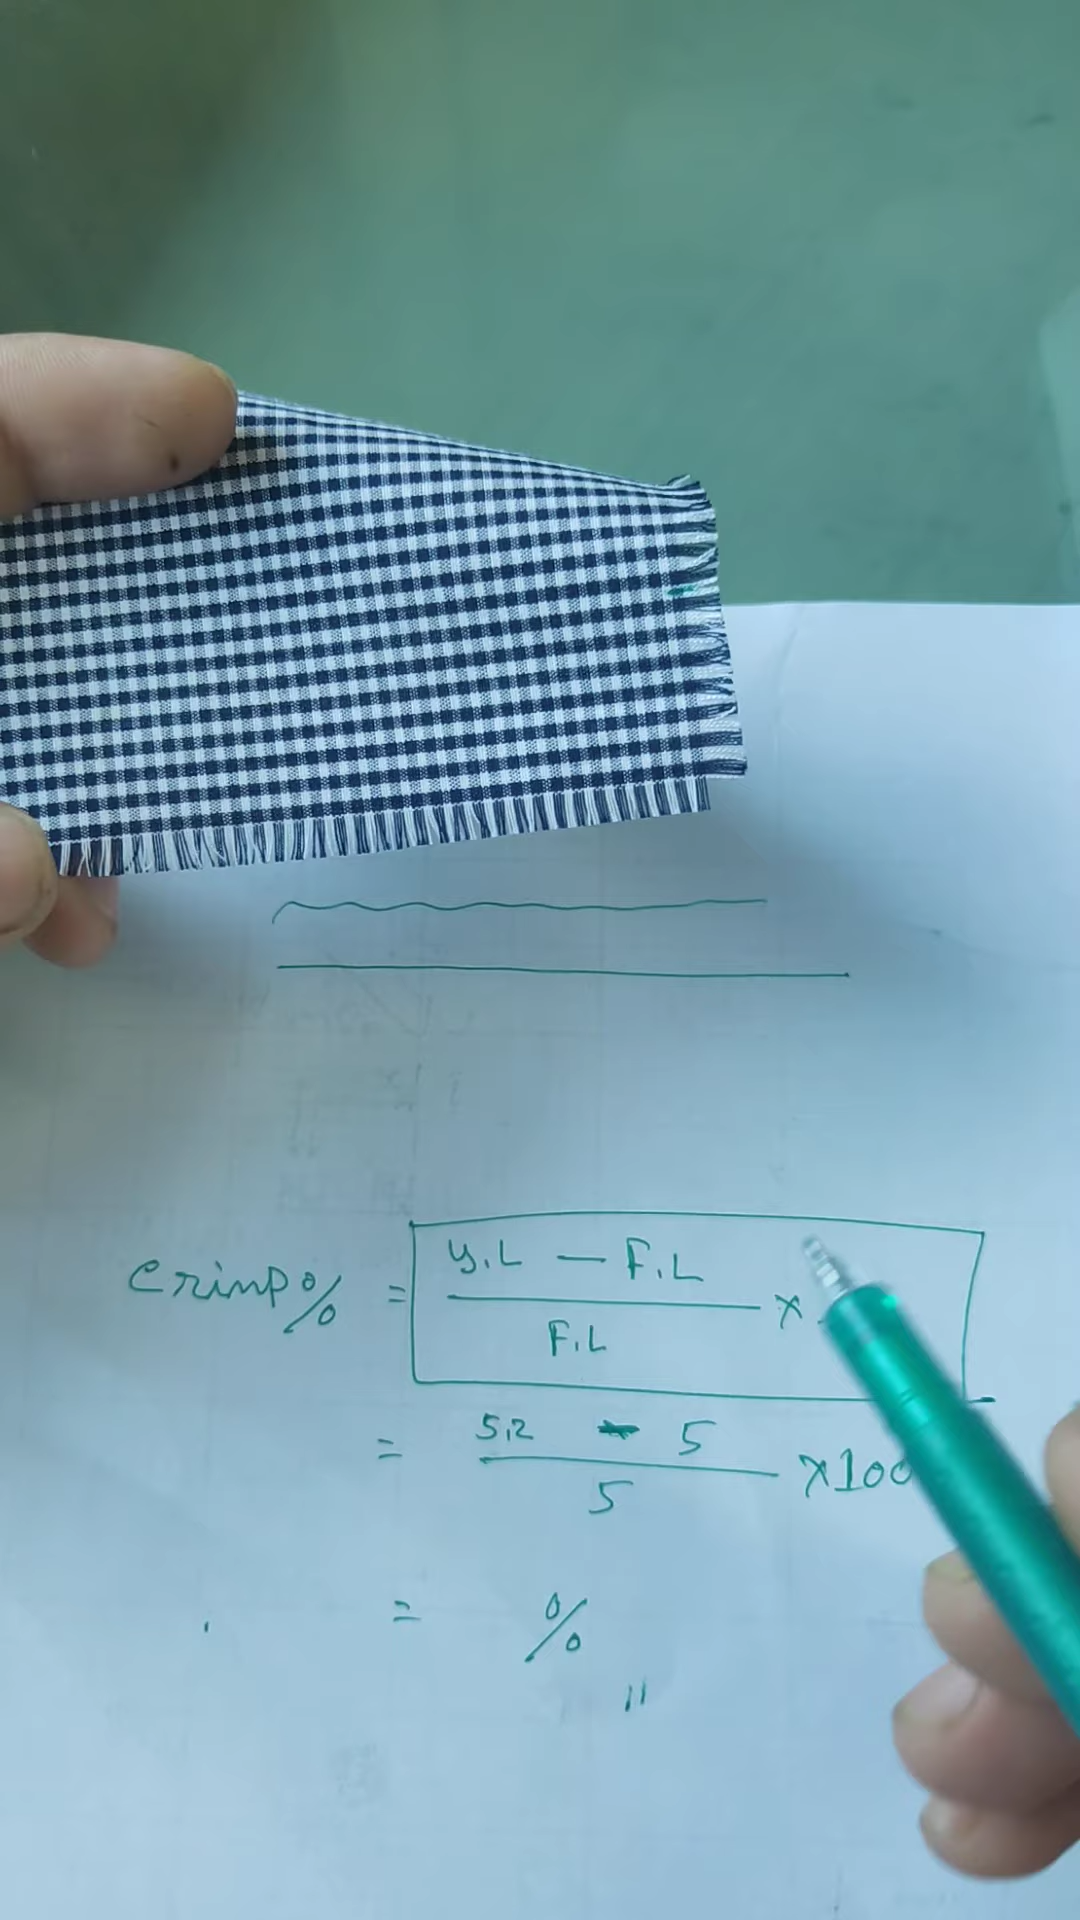 Crimp% = Y.L — F.L ×
F.L
= 5.2 - 5 ×100
5
= %